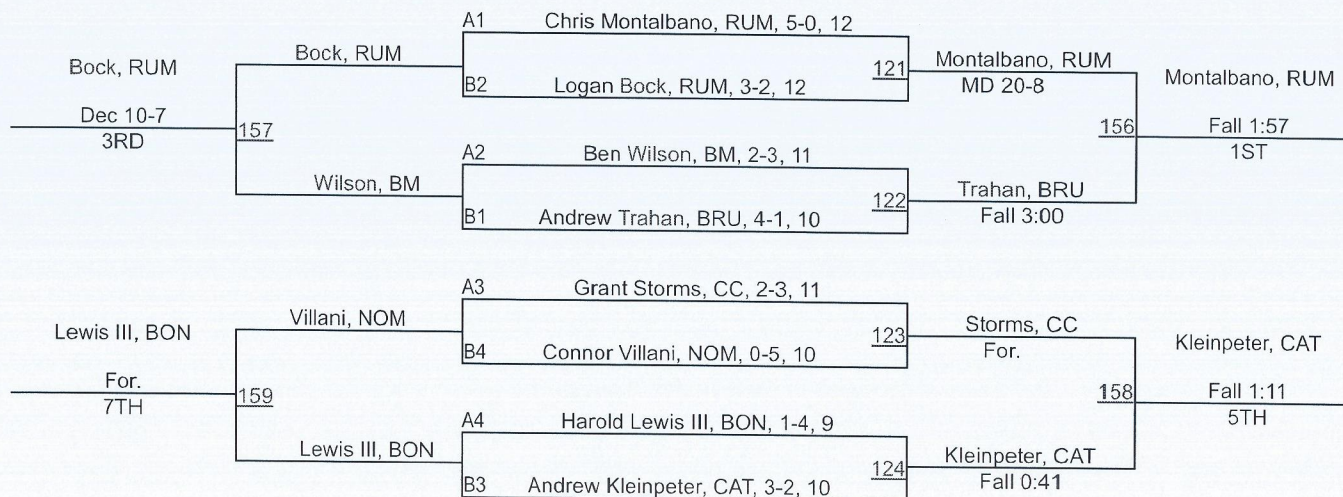 A1 Chris Montalbano, RUM, 5-0, 12
Bock, RUM
Bock, RUM
121
Montalbano, RUM
MD 20-8
Montalbano, RUM
B2 Logan Bock, RUM, 3-2, 12
Dec 10-7
3RD
157
156
Fall 1:57
1ST
A2 Ben Wilson, BM, 2-3, 11
Wilson, BM
122
Trahan, BRU
Fall 3:00
B1 Andrew Trahan, BRU, 4-1, 10
A3 Grant Storms, CC, 2-3, 11
Lewis III, BON
Villani, NOM
123
Storms, CC
For.
Kleinpeter, CAT
B4 Connor Villani, NOM, 0-5, 10
For.
7TH
159
158
Fall 1:11
5TH
A4 Harold Lewis III, BON, 1-4, 9
Lewis III, BON
124
Kleinpeter, CAT
Fall 0:41
B3 Andrew Kleinpeter, CAT, 3-2, 10